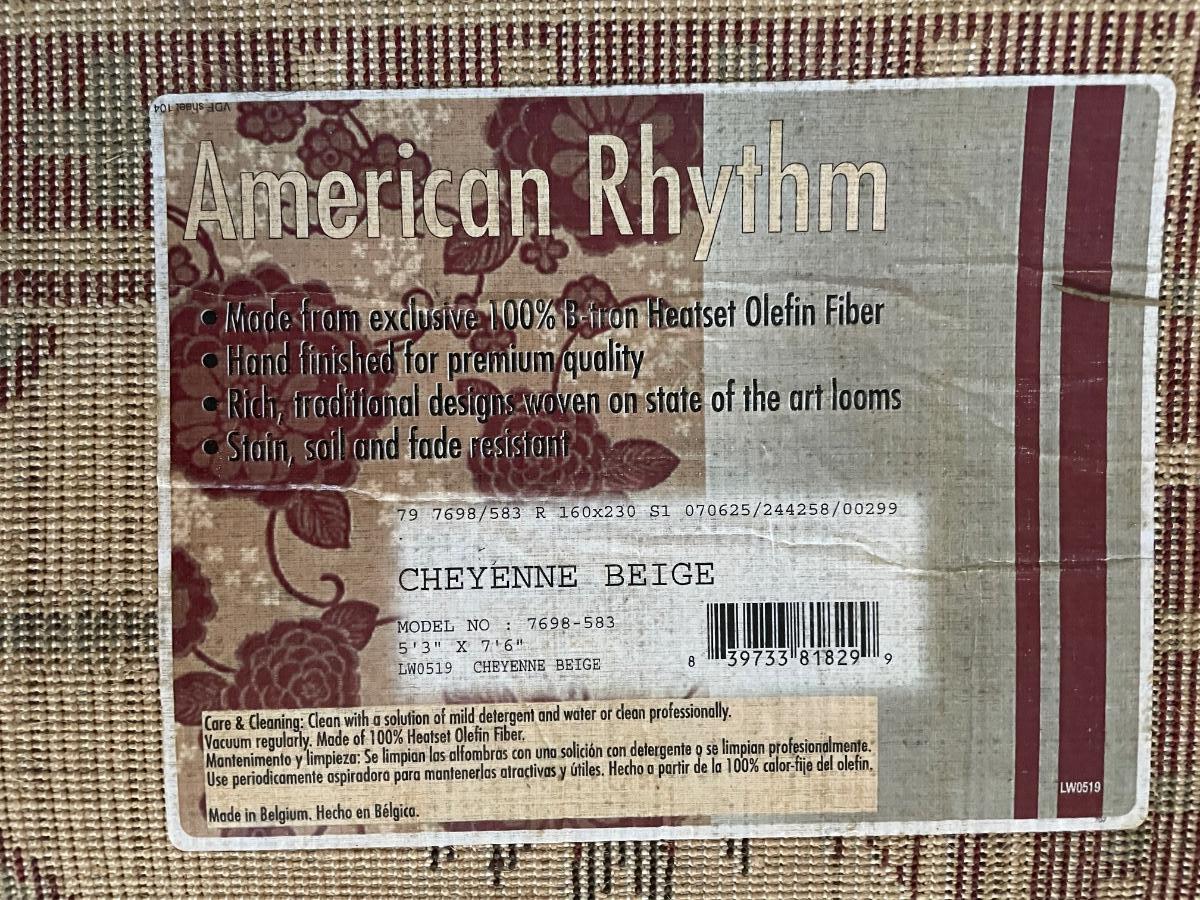 VDF sheet 104
American Rhythm
• Made from exclusive 100% B-tron Heatset Olefin Fiber
• Hand finished for premium quality
• Rich, traditional designs woven on state of the art looms
• Stain, soil and fade resistant
79 7698/583 R 160x230 S1 070625/244258/00299
CHEYENNE BEIGE
MODEL NO : 7698-583
5'3" X 7'6"
LW0519 CHEYENNE BEIGE
8 39733 81829 9
Care & Cleaning: Clean with a solution of mild detergent and water or clean professionally.
Vacuum regularly. Made of 100% Heatset Olefin Fiber.
Mantenimento y limpieza: Se limpian las alfombras con una solición con detergente o se limpian profesionalmente.
Use periodicamente aspiradora para mantenerlas atractivas y útiles. Hecho a partir de la 100% calor-fije del olefin.
Made in Belgium. Hecho en Bélgica.
LW0519